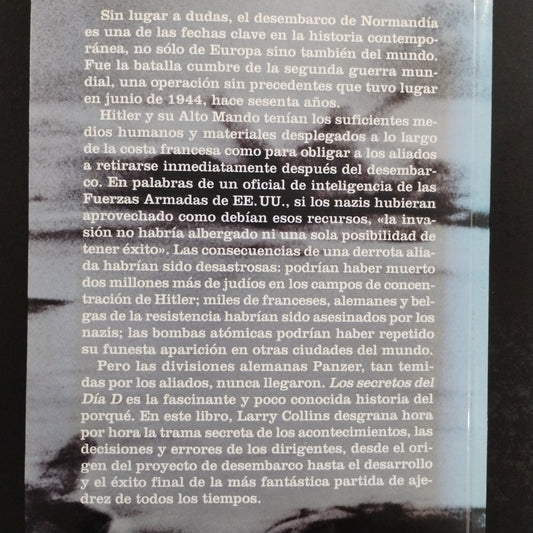 Sin lugar a dudas, el desembarco de Normandía
es una de las fechas clave en la historia contempo-
ránea, no sólo de Europa sino también del mundo.
Fue la batalla cumbre de la segunda guerra mun-
dial, una operación sin precedentes que tuvo lugar
en junio de 1944, hace sesenta años.
Hitler y su Alto Mando tenían los suficientes me-
dios humanos y materiales desplegados a lo largo
de la costa francesa como para obligar a los aliados
a retirarse inmediatamente después del desembar-
co. En palabras de un oficial de inteligencia de las
Fuerzas Armadas de EE.UU., si los nazis hubieran
aprovechado como debían esos recursos, «la inva-
sión no habría albergado ni una sola posibilidad de
tener éxito». Las consecuencias de una derrota alia-
da habrían sido desastrosas: podrían haber muerto
dos millones más de judíos en los campos de concen-
tración de Hitler; miles de franceses, alemanes y bel-
gas de la resistencia habrían sido asesinados por los
nazis; las bombas atómicas podrían haber repetido
su funesta aparición en otras ciudades del mundo.
Pero las divisiones alemanas Panzer, tan temi-
das por los aliados, nunca llegaron. Los secretos del
Día D es la fascinante y poco conocida historia del
porqué. En este libro, Larry Collins desgrana hora
por hora la trama secreta de los acontecimientos, las
decisiones y errores de los dirigentes, desde el ori-
gen del proyecto de desembarco hasta el desarrollo
y el éxito final de la más fantástica partida de aje-
drez de todos los tiempos.